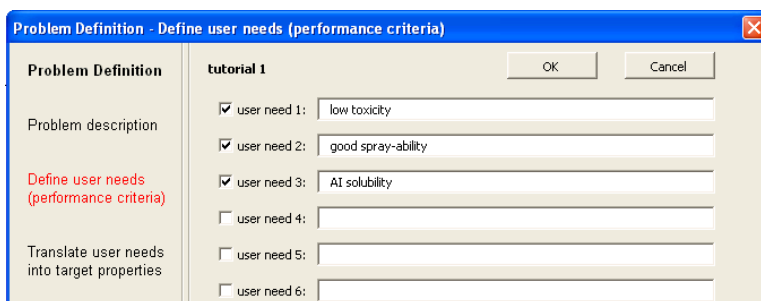 Problem Definition - Define user needs (performance criteria)
Problem Definition
tutorial 1
OK
Cancel
user need 1: low toxicity
Problem description
user need 2: good spray-ability
Define user needs
(performance criteria)
user need 3: AI solubility
user need 4:
Translate user needs
into target properties
user need 5:
user need 6: